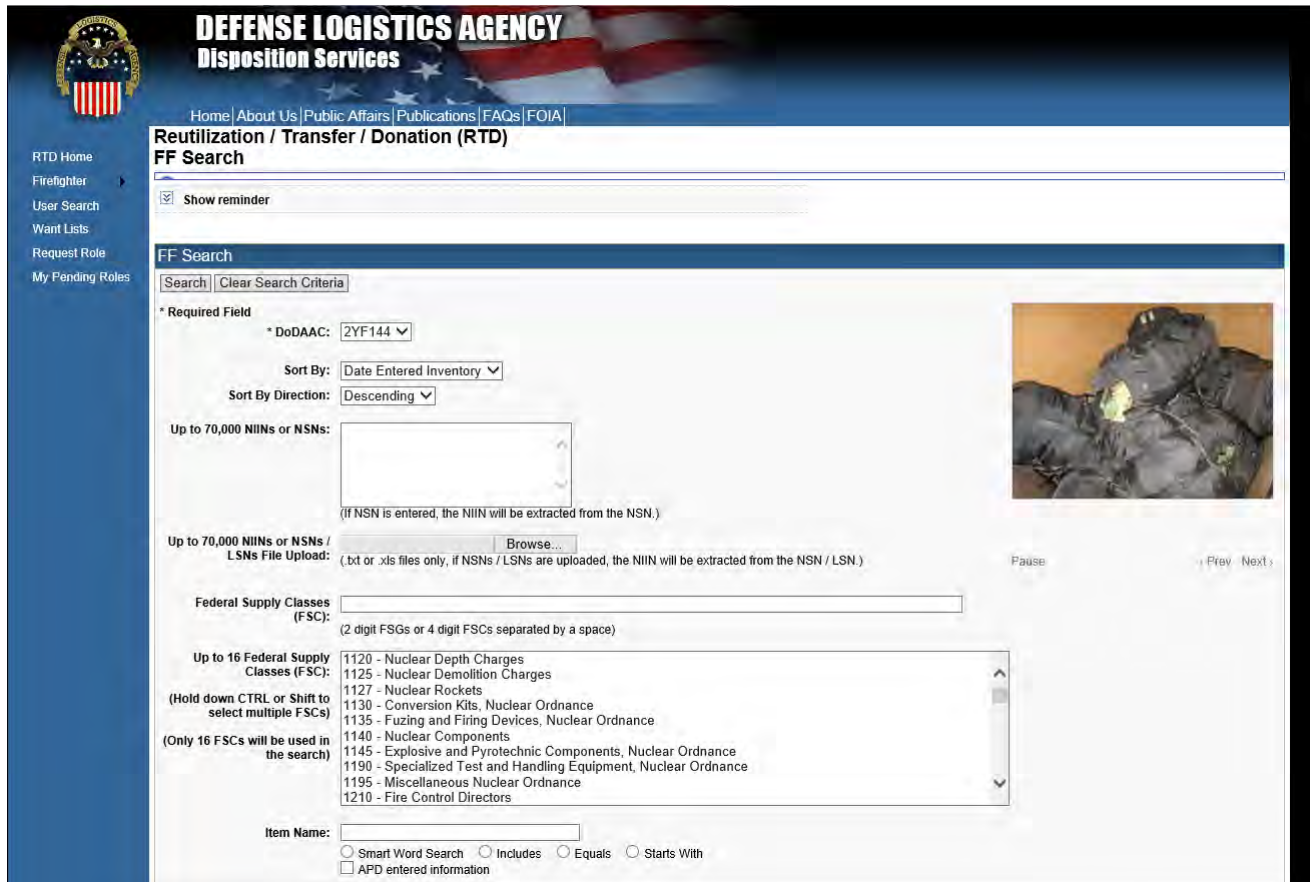 DEFENSE LOGISTICS AGENCY
Disposition Services
Home|About Us|Public Affairs|Publications|FAQs|FOIA|
Reutilization / Transfer / Donation (RTD)
FF Search
RTD Home
Firefighter
User Search
Want Lists
Request Role
My Pending Roles
Show reminder
FF Search
Search Clear Search Criteria
* Required Field
* DoDAAC: 2YF144
Sort By: Date Entered Inventory
Sort By Direction: Descending
Up to 70,000 NIINs or NSNs:
(If NSN is entered, the NIIN will be extracted from the NSN.)
Up to 70,000 NIINs or NSNs / LSNs File Upload: Browse...
(.txt or .xls files only, if NSNs / LSNs are uploaded, the NIIN will be extracted from the NSN / LSN.)
Pause ‹ Prev Next ›
Federal Supply Classes (FSC):
(2 digit FSGs or 4 digit FSCs separated by a space)
Up to 16 Federal Supply Classes (FSC):
(Hold down CTRL or Shift to select multiple FSCs)
(Only 16 FSCs will be used in the search)
1120 - Nuclear Depth Charges
1125 - Nuclear Demolition Charges
1127 - Nuclear Rockets
1130 - Conversion Kits, Nuclear Ordnance
1135 - Fuzing and Firing Devices, Nuclear Ordnance
1140 - Nuclear Components
1145 - Explosive and Pyrotechnic Components, Nuclear Ordnance
1190 - Specialized Test and Handling Equipment, Nuclear Ordnance
1195 - Miscellaneous Nuclear Ordnance
1210 - Fire Control Directors
Item Name:
Smart Word Search Includes Equals Starts With
APD entered information